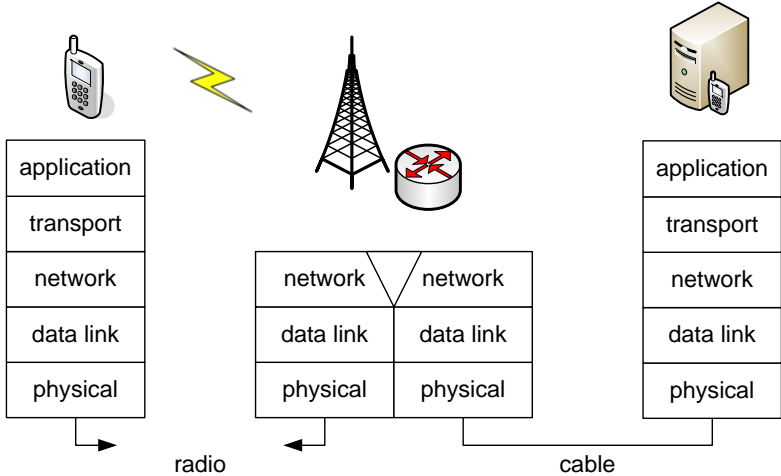 application
transport
network
data link
physical
network network
data link data link
physical physical
application
transport
network
data link
physical
radio
cable